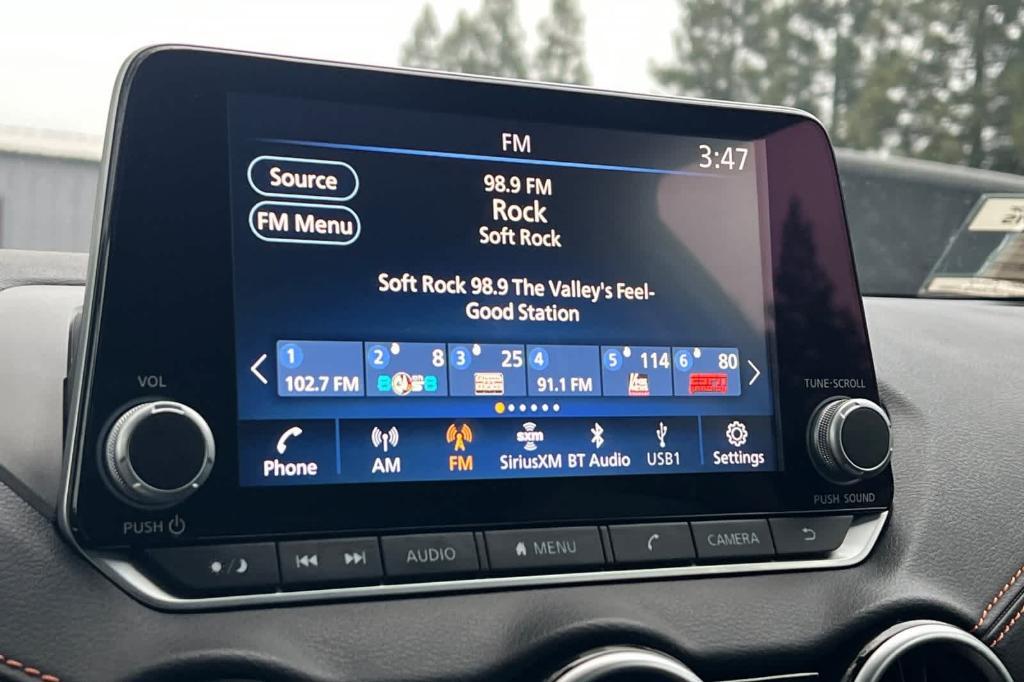 FM
3:47
Source
FM Menu
98.9 FM
Rock
Soft Rock
Soft Rock 98.9 The Valley's Feel-
Good Station
1 102.7 FM
2 8
3 25
4 91.1 FM
5 114
6 80
Phone
AM
FM
sxm
SiriusXM
BT Audio
USB1
Settings
VOL
PUSH
TUNE·SCROLL
PUSH SOUND
AUDIO
MENU
CAMERA